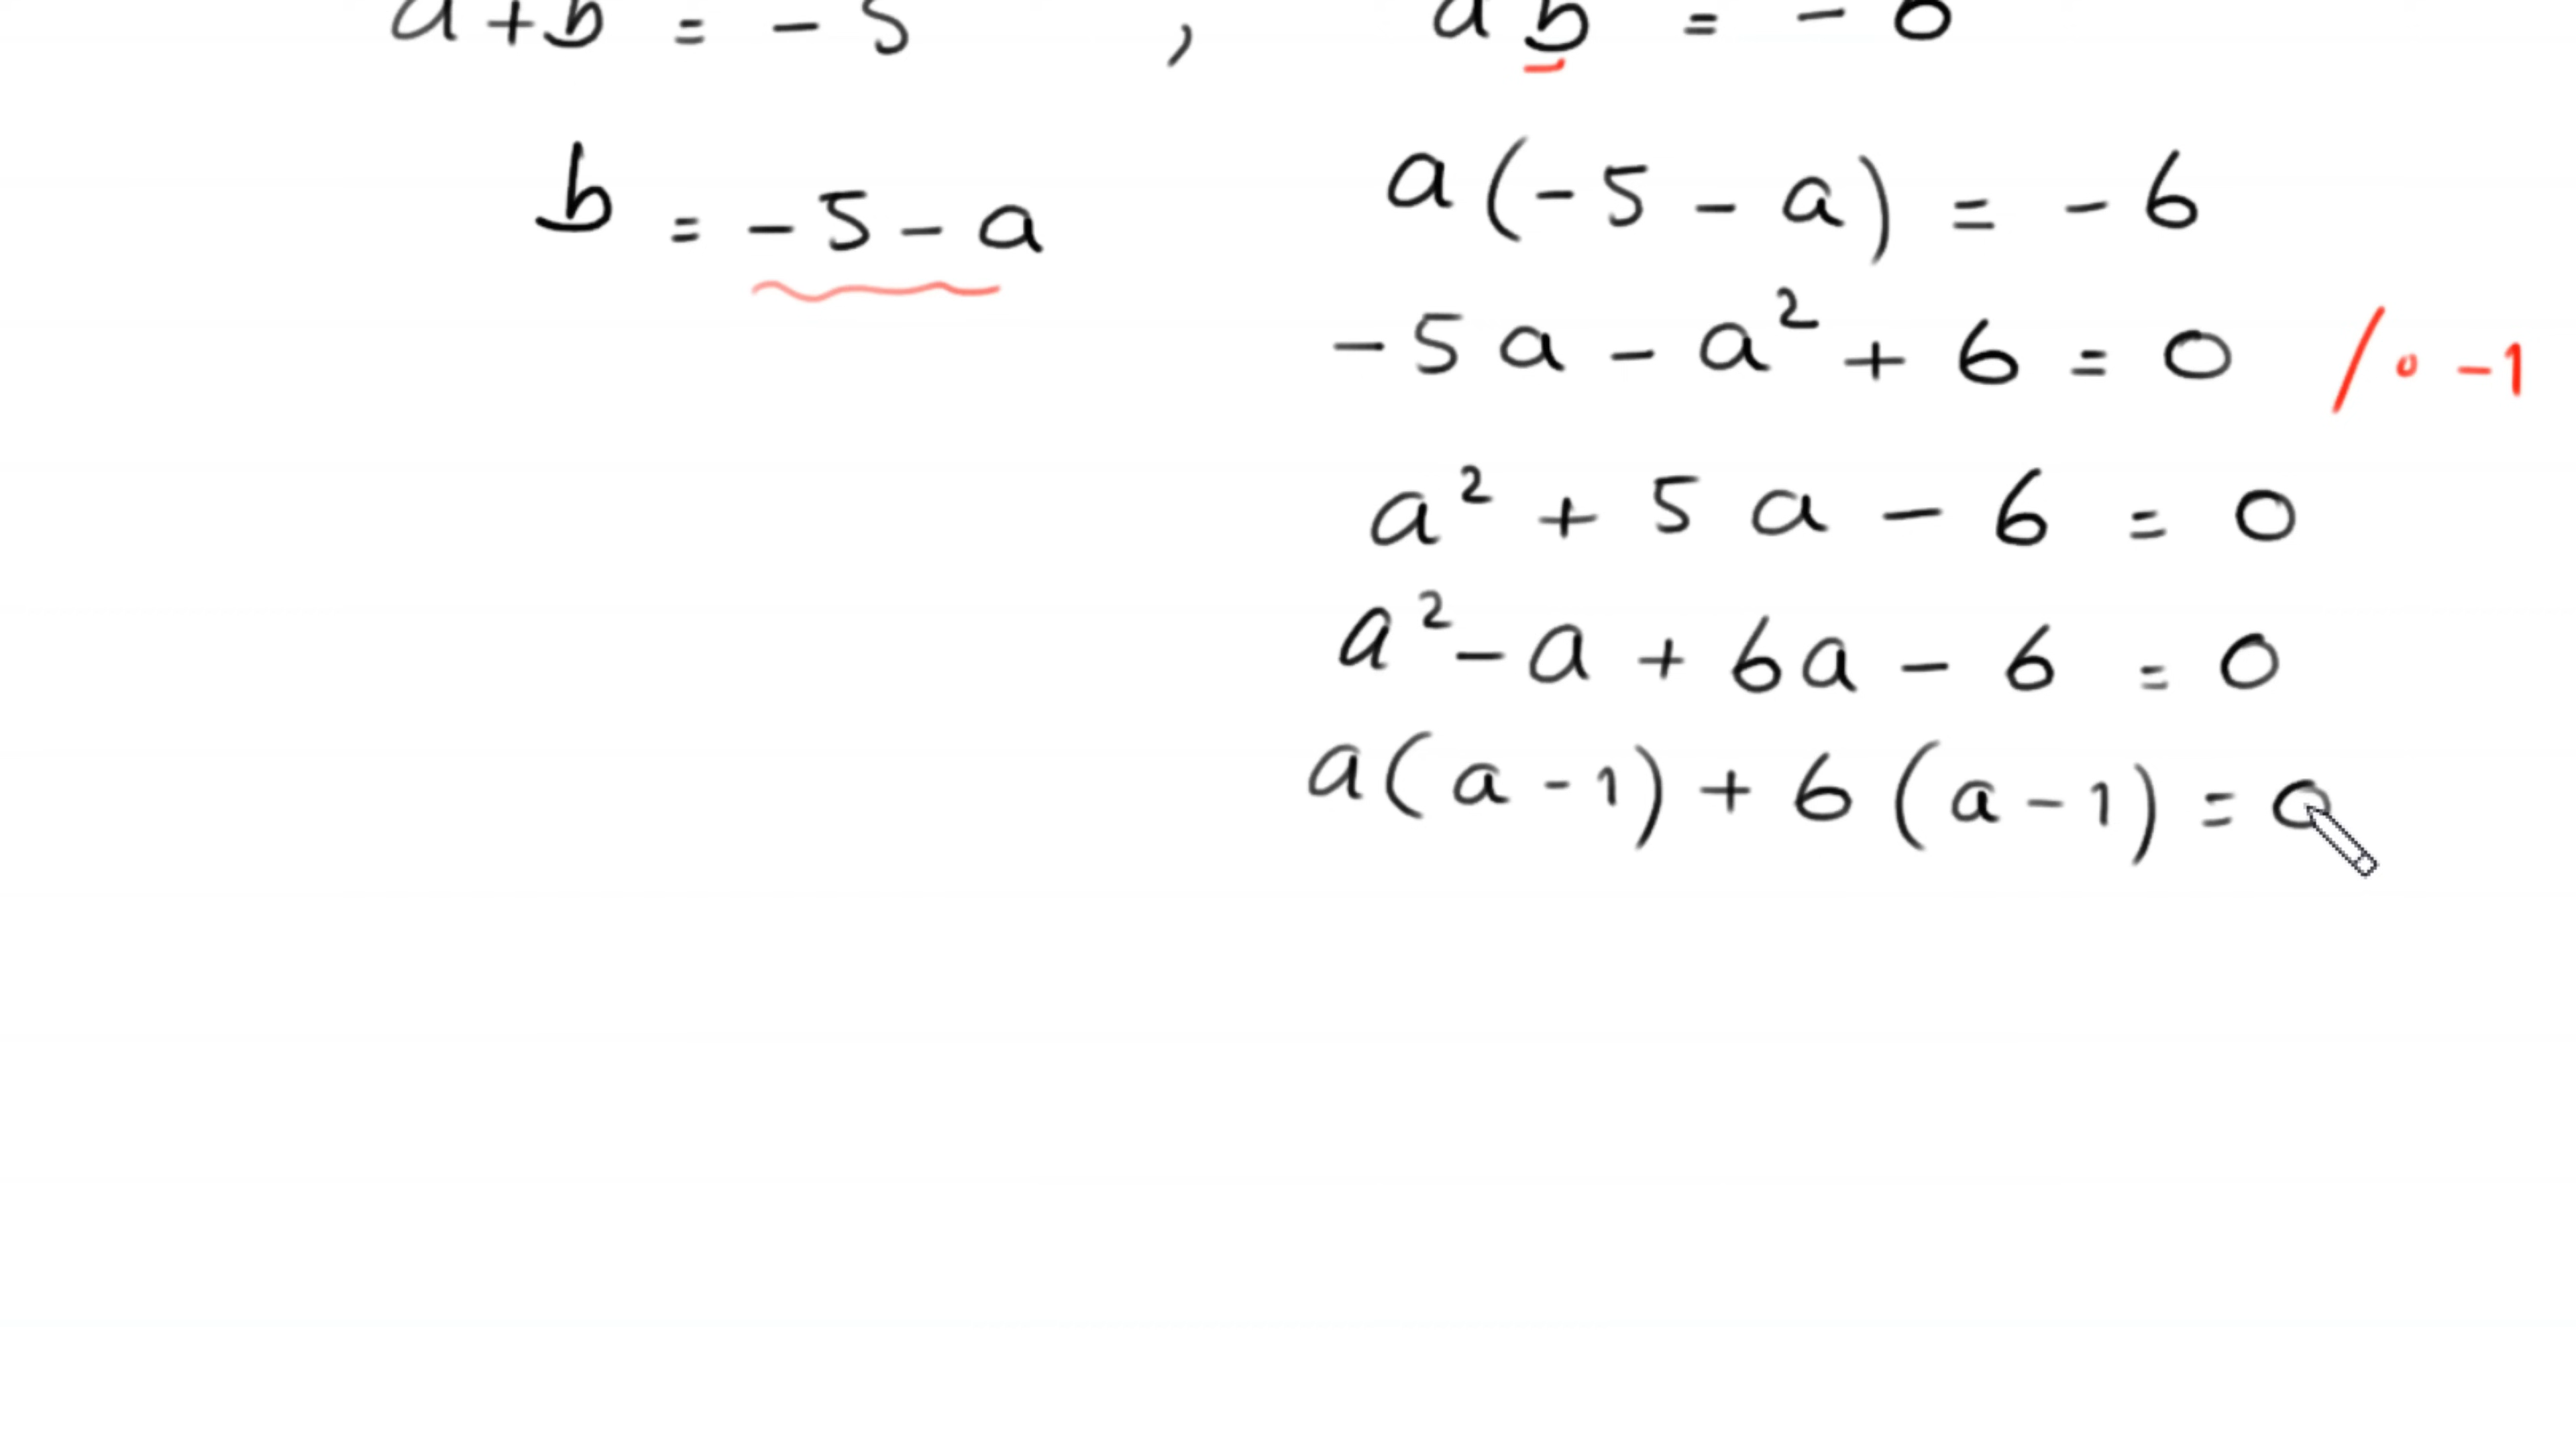 a+b = -5 , ab = -6
b = -5-a
a(-5-a) = -6
-5a - a² + 6 = 0 /∘ -1
a² + 5a - 6 = 0
a² - a + 6a - 6 = 0
a(a-1) + 6(a-1) = 0